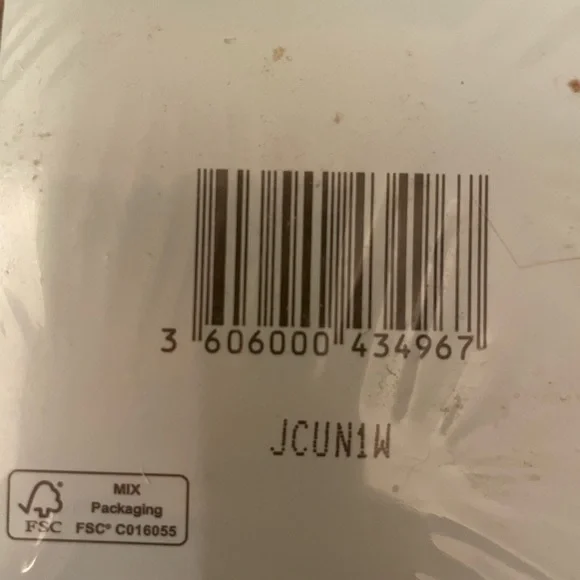 3 606000 434967
JCUN1W
MIX
Packaging
FSC FSC® C016055